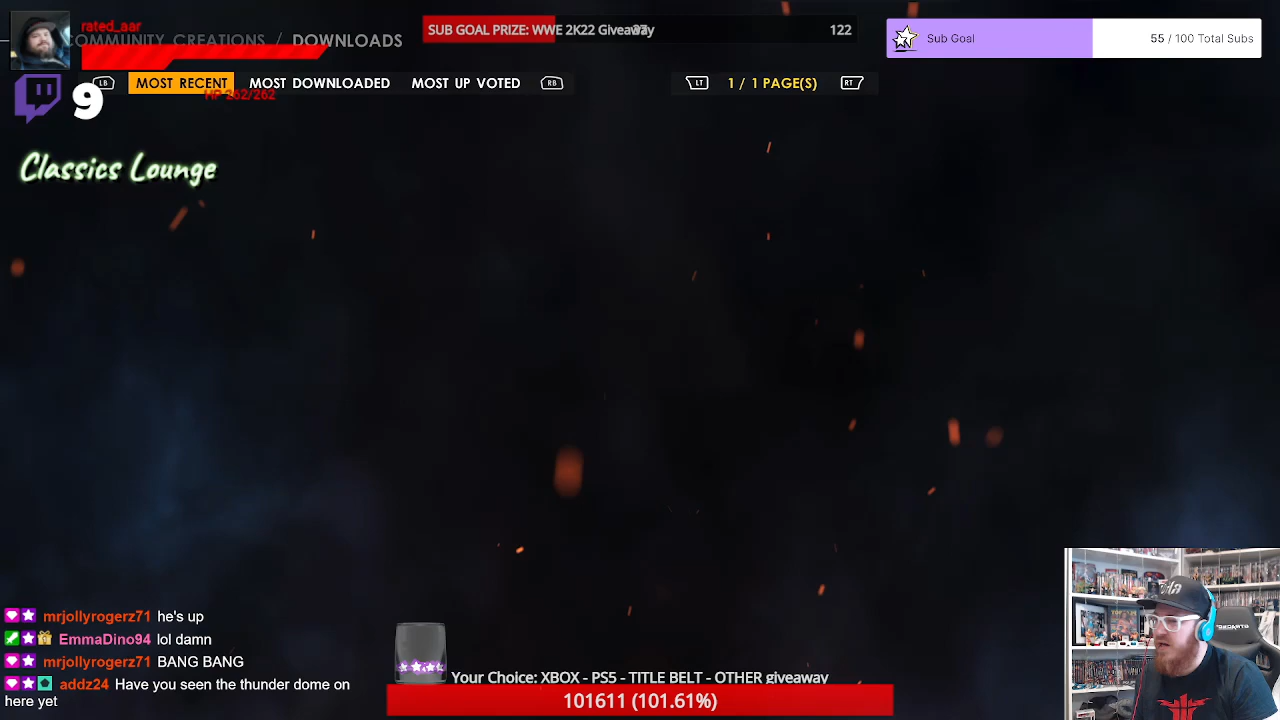 rated_aar
COMMUNITY CREATIONS / DOWNLOADS
SUB GOAL PRIZE: WWE 2K22 Giveaway
122
Sub Goal
55 / 100 Total Subs
LB MOST RECENT MOST DOWNLOADED MOST UP VOTED RB
LT 1 / 1 PAGE(S) RT
HP 262/262
9
Classics Lounge
mrjollyrogerz71 he's up
EmmaDino94 lol damn
mrjollyrogerz71 BANG BANG
addz24 Have you seen the thunder dome on
here yet
Your Choice: XBOX - PS5 - TITLE BELT - OTHER giveaway
101611 (101.61%)